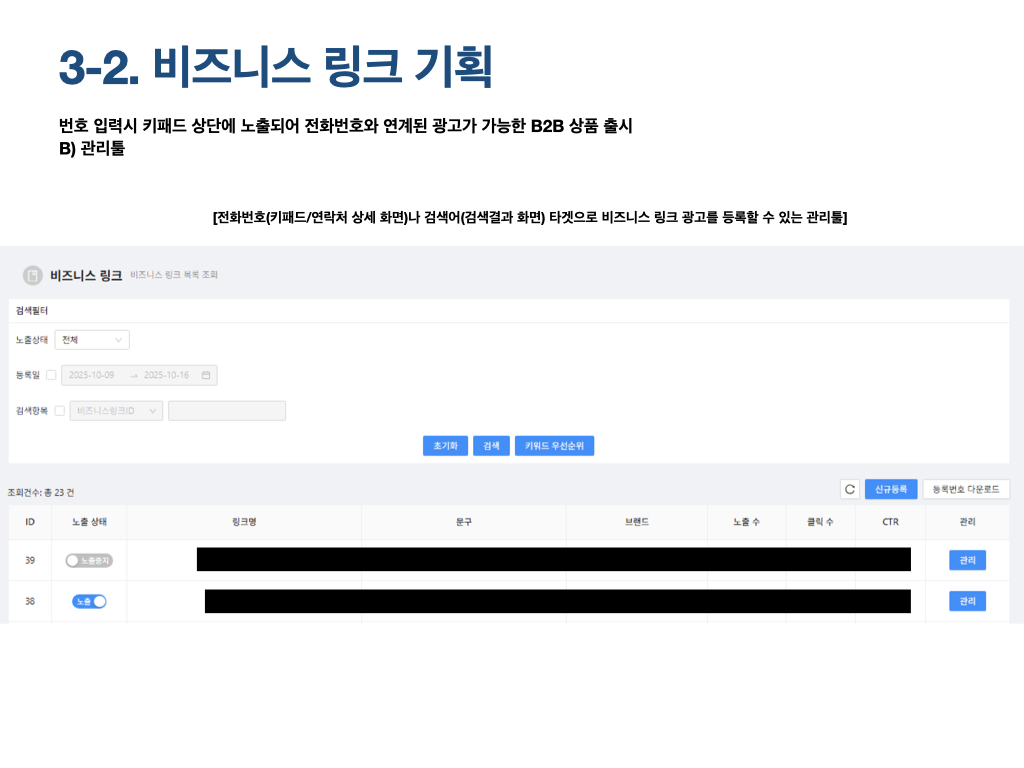 3-2. 비즈니스 링크 기획
번호 입력시 키패드 상단에 노출되어 전화번호와 연계된 광고가 가능한 B2B 상품 출시
B) 관리툴
[전화번호(키패드/연락처 상세 화면)나 검색어(검색결과 화면) 타겟으로 비즈니스 링크 광고를 등록할 수 있는 관리툴]
비즈니스 링크 비즈니스 링크 목록 조회
검색필터
노출상태 전체
등록일 2025-10-09 → 2025-10-16
검색항목 비즈니스링크ID
초기화 검색 키워드 우선순위
조회건수: 총 23 건 신규등록 등록번호 다운로드
ID 노출 상태 링크명 문구 브랜드 노출 수 클릭 수 CTR 관리
39 노출중지 관리
38 노출 관리